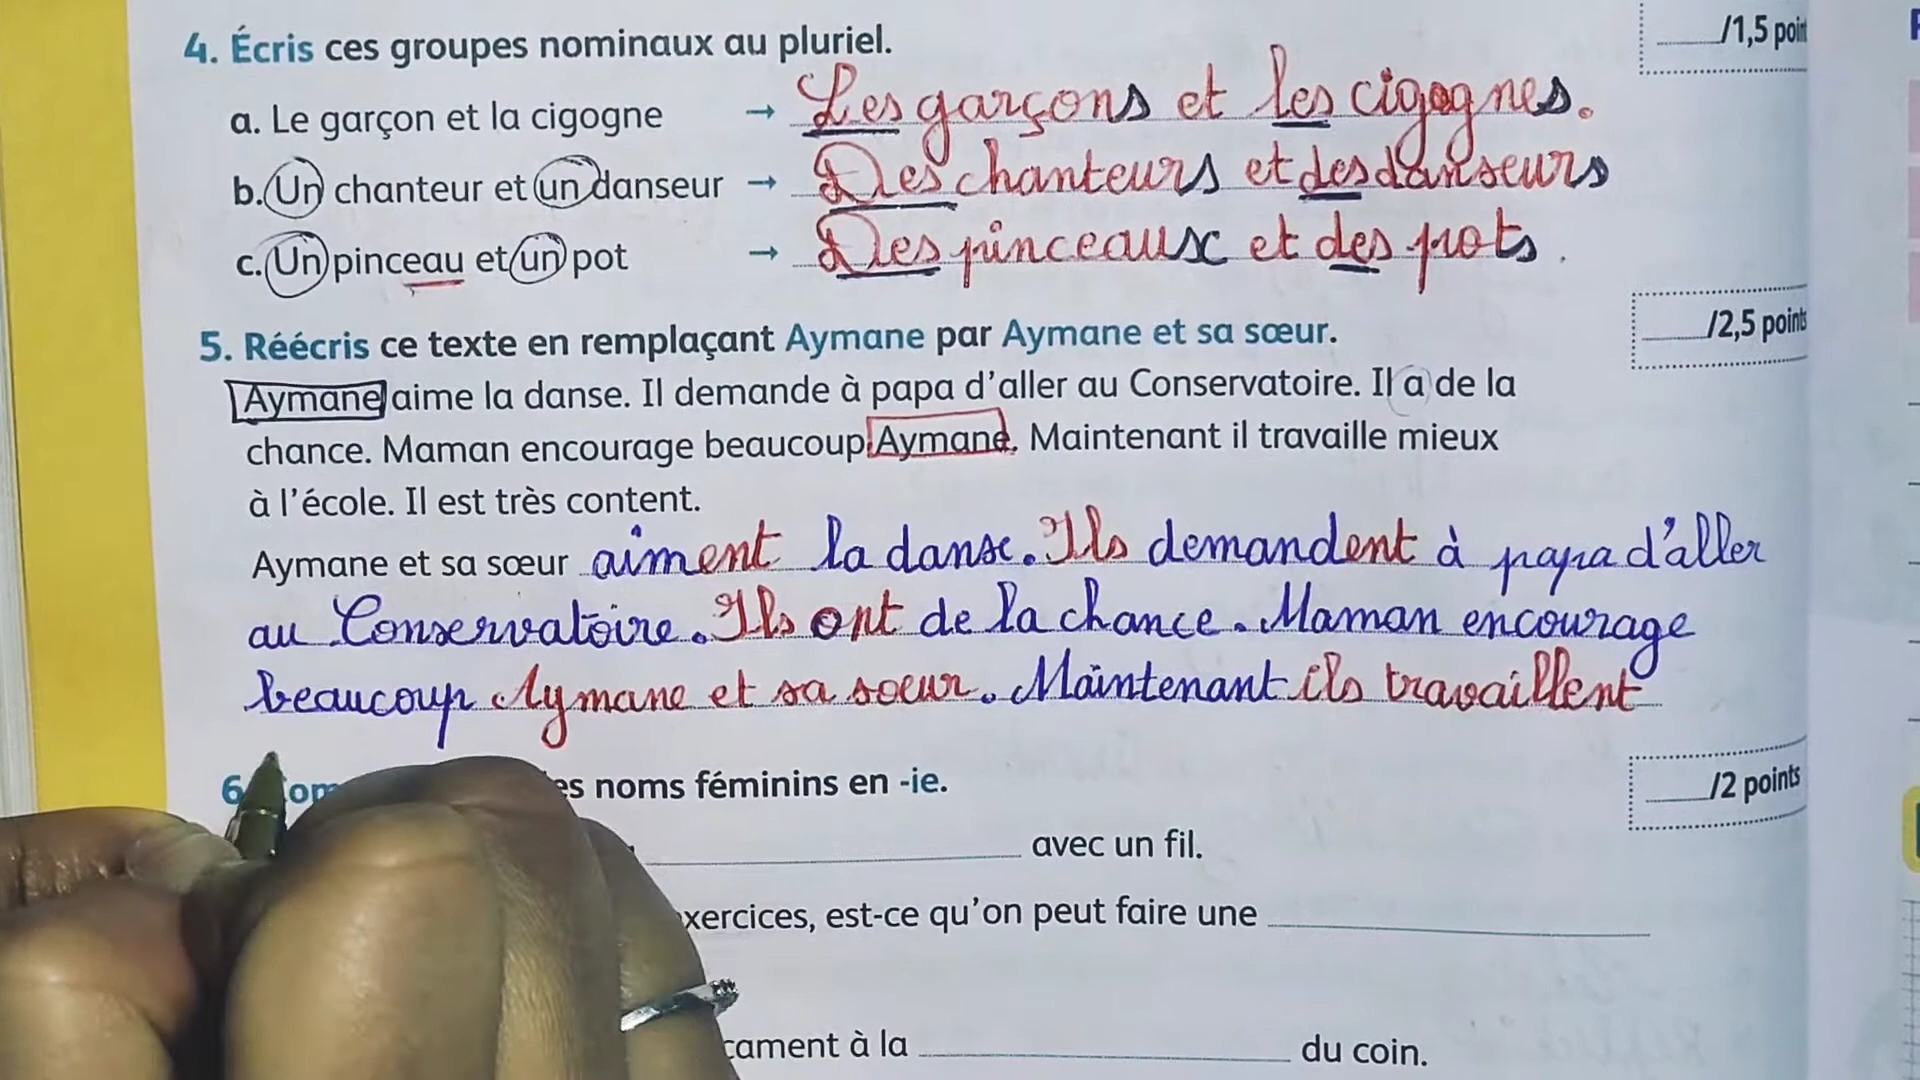 4. Écris ces groupes nominaux au pluriel.
/1,5 poin
a. Le garçon et la cigogne → Les garçons et les cigognes.
b. Un chanteur et un danseur → Des chanteurs et des danseurs
c. Un pinceau et un pot → Des pinceaux et des pots.
5. Réécris ce texte en remplaçant Aymane par Aymane et sa sœur.
/2,5 points
Aymane aime la danse. Il demande à papa d'aller au Conservatoire. Il a de la
chance. Maman encourage beaucoup Aymane. Maintenant il travaille mieux
à l'école. Il est très content.
Aymane et sa sœur aiment la danse. Ils demandent à papa d'aller
au Conservatoire. Ils ont de la chance. Maman encourage
beaucoup Aymane et sa soeur. Maintenant ils travaillent
6 noms féminins en -ie.
/2 points
avec un fil.
xercices, est-ce qu'on peut faire une
cament à la du coin.